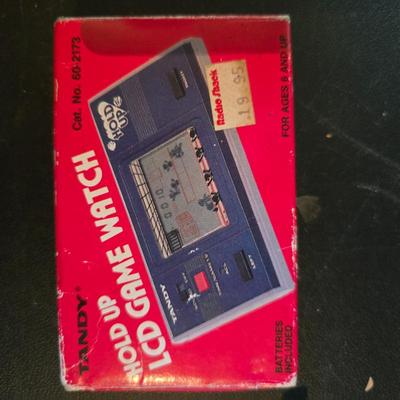 TANDY®
Cat. No. 60-2173
HOLD UP
LCD GAME WATCH
HOLD
UP
Radio Shack
19.95
TANDY
BATTERIES
INCLUDED
FOR AGES 6 AND UP